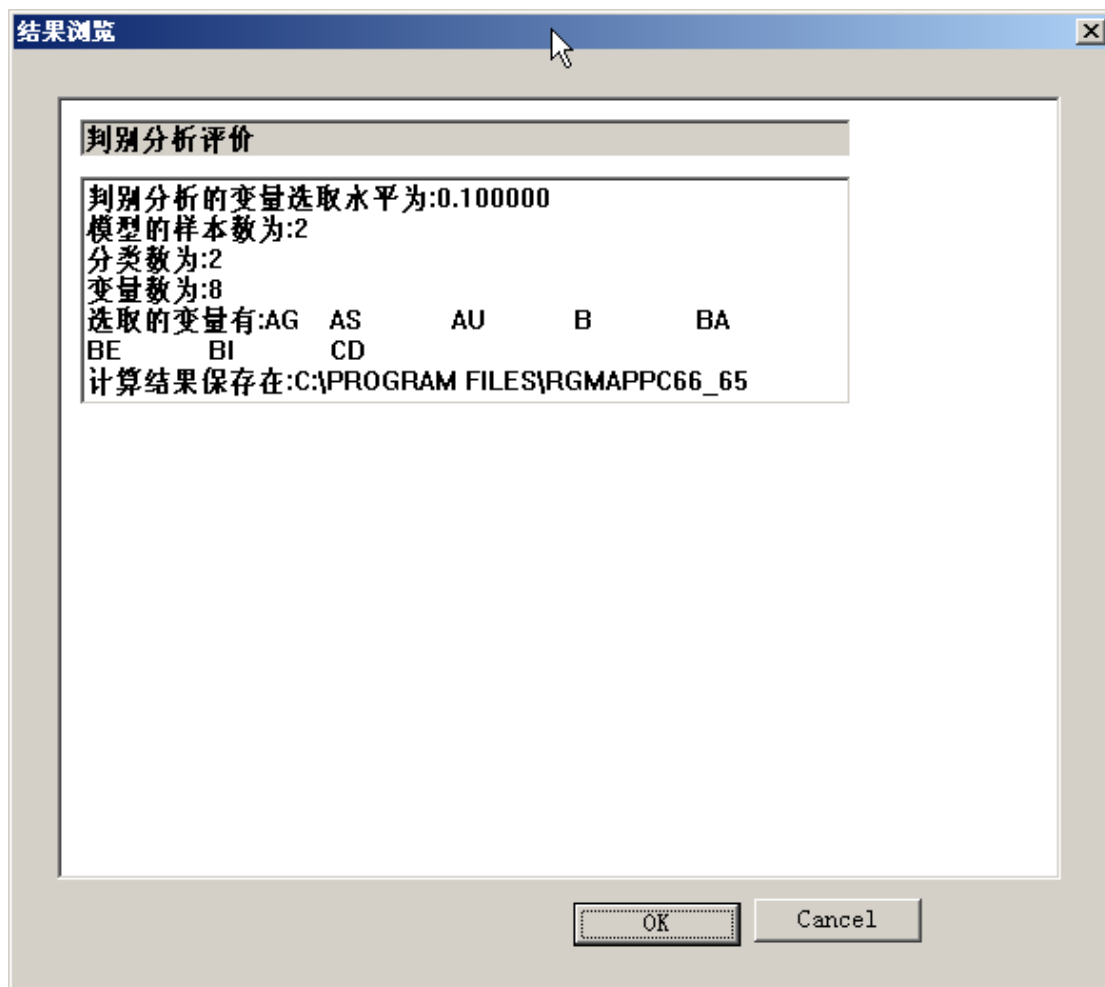 结果浏览
判别分析评价
判别分析的变量选取水平为:0.100000
模型的样本数为:2
分类数为:2
变量数为:8
选取的变量有:AG AS AU B BA
BE BI CD
计算结果保存在:C:\PROGRAM FILES\RGMAPPC66_65
OK Cancel